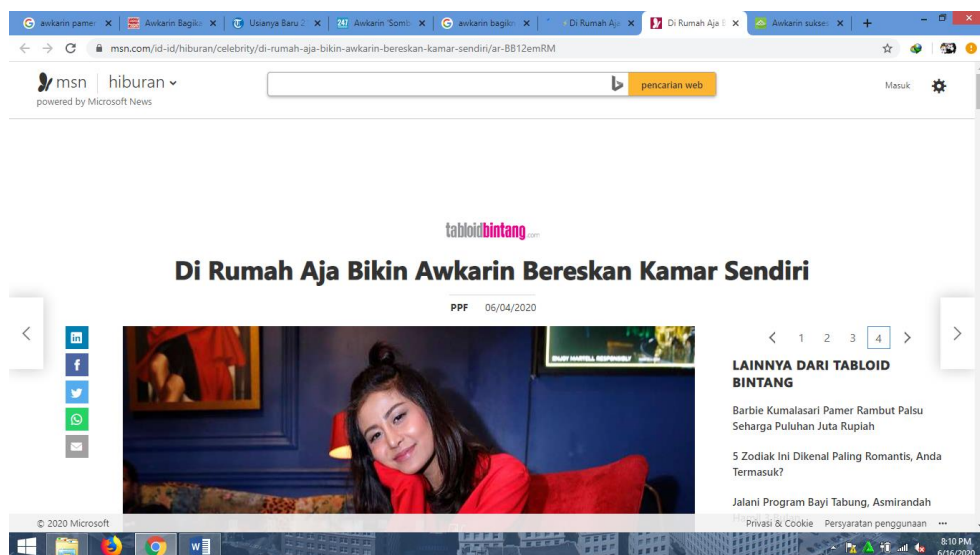 awkarin pamer
Awkarin Bagika
Usianya Baru 2
Awkarin 'Somb
awkarin bagika
Di Rumah Aja
Di Rumah Aja B
Awkarin sukses
msn.com/id-id/hiburan/celebrity/di-rumah-aja-bikin-awkarin-bereskan-kamar-sendiri/ar-BB12emRM
msn hiburan
powered by Microsoft News
pencarian web
Masuk
tabloidbintang.com
Di Rumah Aja Bikin Awkarin Bereskan Kamar Sendiri
PPF 06/04/2020
ENJOY MARTELL RESPONSIBLY
1 2 3 4
LAINNYA DARI TABLOID
BINTANG
Barbie Kumalasari Pamer Rambut Palsu
Seharga Puluhan Juta Rupiah
5 Zodiak Ini Dikenal Paling Romantis, Anda
Termasuk?
Jalani Program Bayi Tabung, Asmirandah
© 2020 Microsoft
Privasi & Cookie Persyaratan penggunaan ...
8:10 PM
6/16/2020